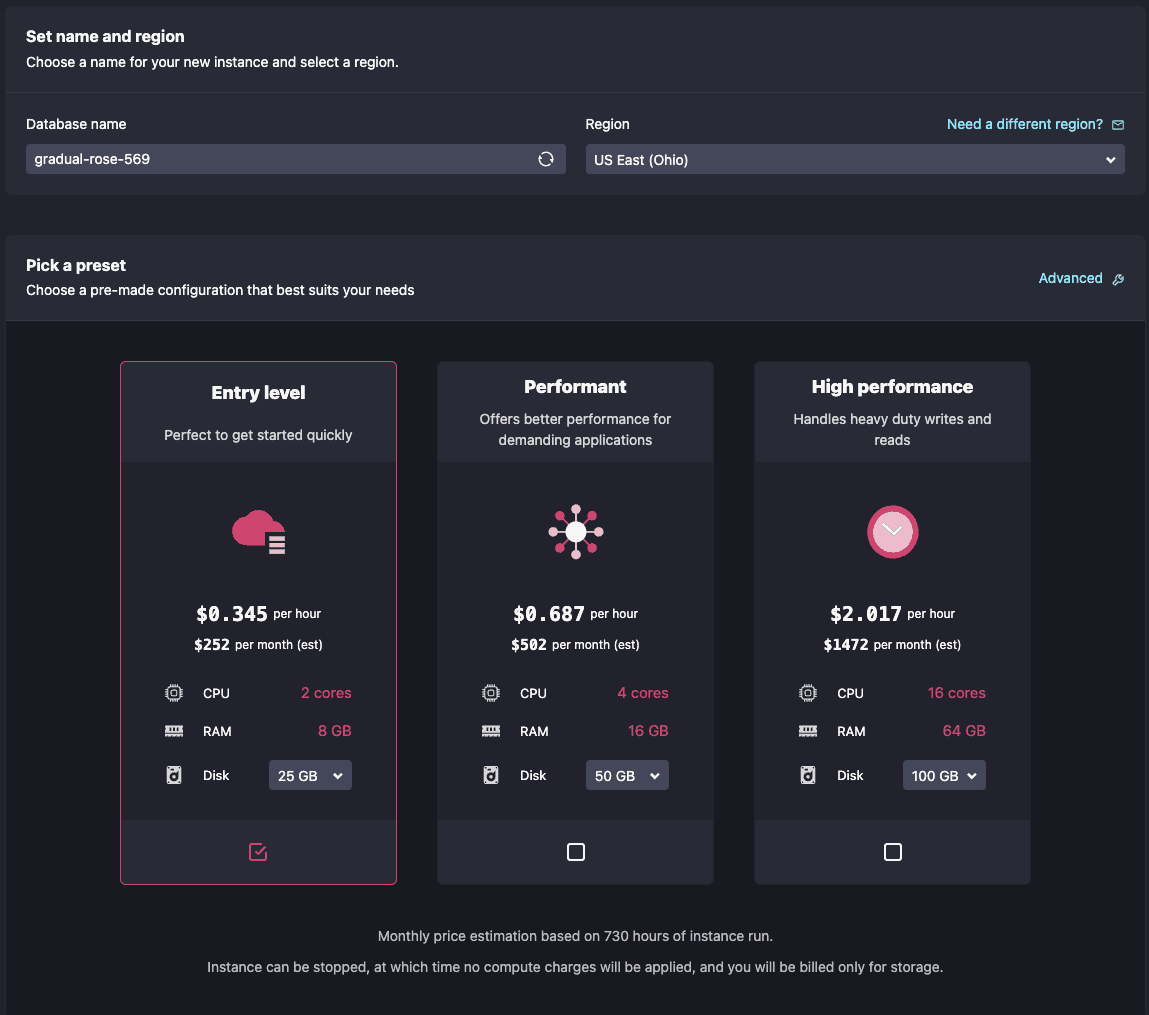 Set name and region
Choose a name for your new instance and select a region.
Database name
gradual-rose-569
Region
Need a different region?
US East (Ohio)
Pick a preset
Choose a pre-made configuration that best suits your needs
Advanced
Entry level
Perfect to get started quickly
$0.345 per hour
$252 per month (est)
CPU 2 cores
RAM 8 GB
Disk 25 GB
Performant
Offers better performance for
demanding applications
$0.687 per hour
$502 per month (est)
CPU 4 cores
RAM 16 GB
Disk 50 GB
High performance
Handles heavy duty writes and
reads
$2.017 per hour
$1472 per month (est)
CPU 16 cores
RAM 64 GB
Disk 100 GB
Monthly price estimation based on 730 hours of instance run.
Instance can be stopped, at which time no compute charges will be applied, and you will be billed only for storage.